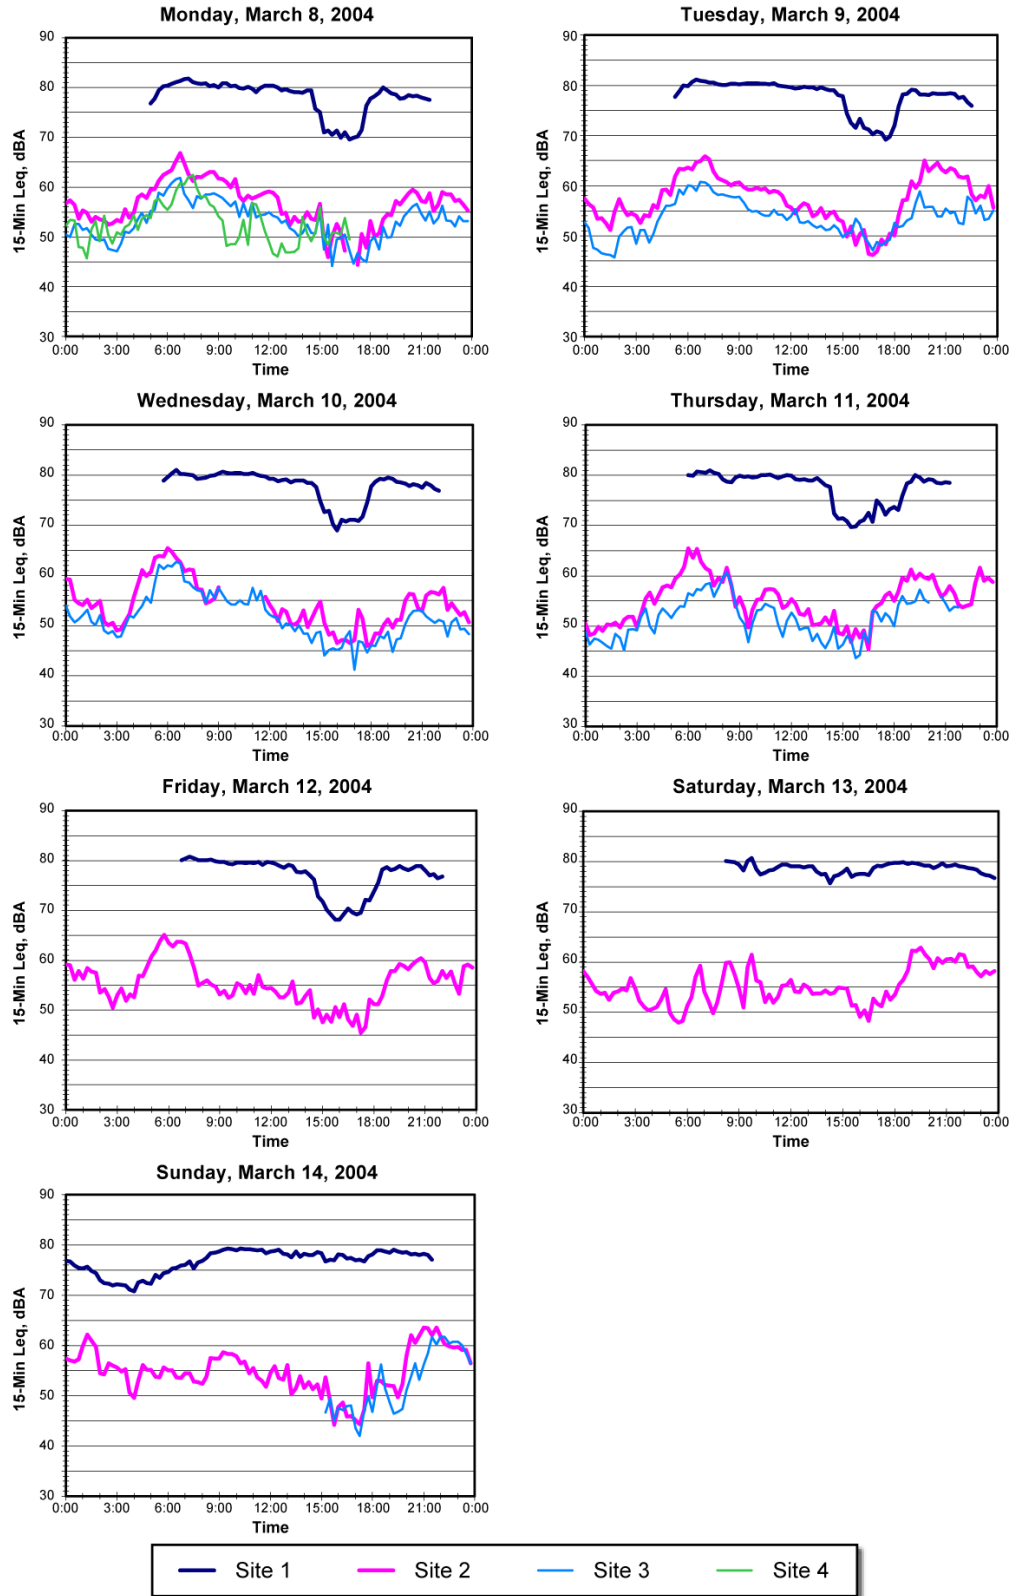 Monday, March 8, 2004
90
80
70
60
50
40
30
15-Min Leq, dBA
0:00 3:00 6:00 9:00 12:00 15:00 18:00 21:00 0:00
Time
Tuesday, March 9, 2004
90
80
70
60
50
40
30
15-Min Leq, dBA
0:00 3:00 6:00 9:00 12:00 15:00 18:00 21:00 0:00
Time
Wednesday, March 10, 2004
90
80
70
60
50
40
30
15-Min Leq, dBA
0:00 3:00 6:00 9:00 12:00 15:00 18:00 21:00 0:00
Time
Thursday, March 11, 2004
90
80
70
60
50
40
30
15-Min Leq, dBA
0:00 3:00 6:00 9:00 12:00 15:00 18:00 21:00 0:00
Time
Friday, March 12, 2004
90
80
70
60
50
40
30
15-Min Leq, dBA
0:00 3:00 6:00 9:00 12:00 15:00 18:00 21:00 0:00
Time
Saturday, March 13, 2004
90
80
70
60
50
40
30
15-Min Leq, dBA
0:00 3:00 6:00 9:00 12:00 15:00 18:00 21:00 0:00
Time
Sunday, March 14, 2004
90
80
70
60
50
40
30
15-Min Leq, dBA
0:00 3:00 6:00 9:00 12:00 15:00 18:00 21:00 0:00
Time
Site 1 Site 2 Site 3 Site 4